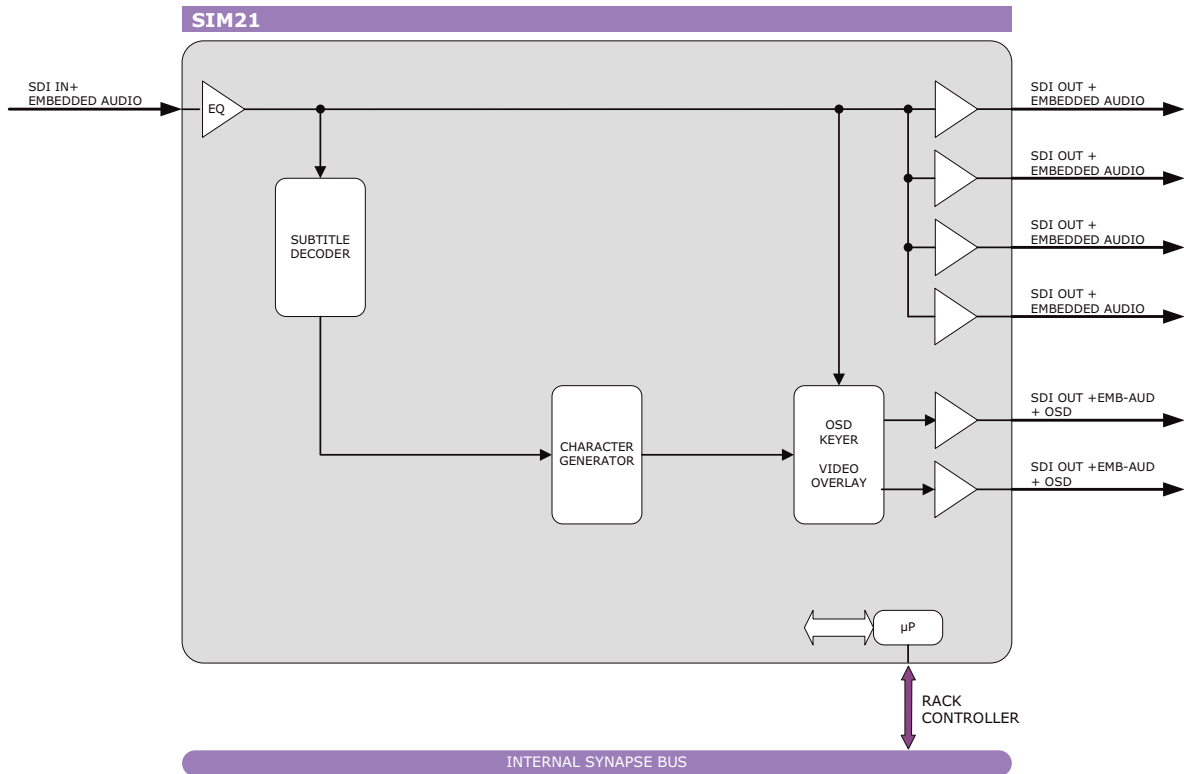 SIM21
SDI IN+
EMBEDDED AUDIO
EQ
SDI OUT +
EMBEDDED AUDIO
SDI OUT +
EMBEDDED AUDIO
SUBTITLE
DECODER
SDI OUT +
EMBEDDED AUDIO
SDI OUT +
EMBEDDED AUDIO
CHARACTER
GENERATOR
OSD
KEYER
VIDEO
OVERLAY
SDI OUT +EMB-AUD
+ OSD
SDI OUT +EMB-AUD
+ OSD
µP
RACK
CONTROLLER
INTERNAL SYNAPSE BUS